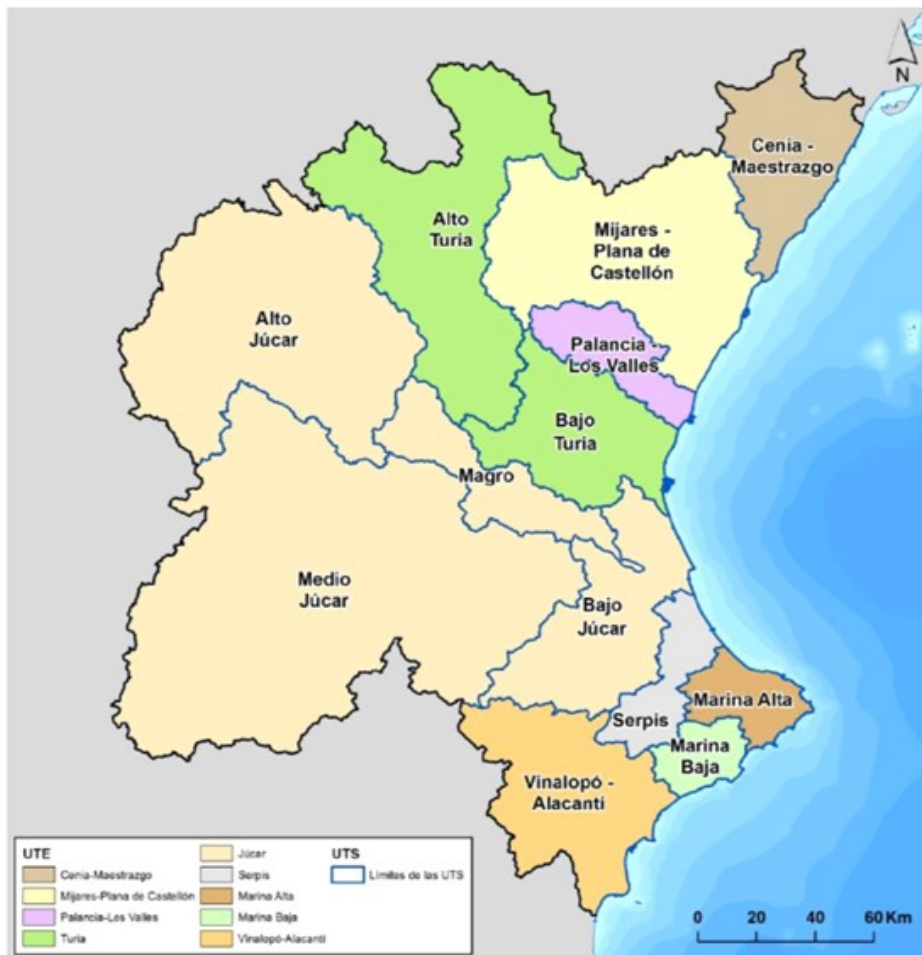 N
Cenia -
Maestrazgo
Alto
Turia
Mijares -
Plana de
Castellón
Alto
Júcar
Palancia -
Los Valles
Bajo
Turia
Magro
Medio
Júcar
Bajo
Júcar
Marina Alta
Serpis
Marina
Baja
Vinalopó -
Alacantí
UTE
Cenia-Maestrazgo
Mijares-Plana de Castellón
Palancia-Los Valles
Turia
Júcar
Serpis
Marina Alta
Marina Baja
Vinalopó-Alacantí
UTS
Límites de las UTS
0 20 40 60 Km